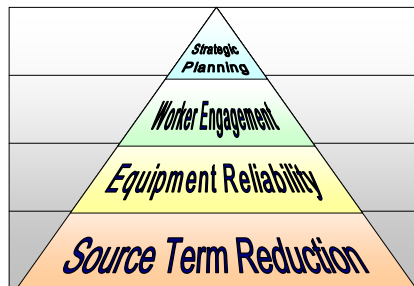 Strategic
Planning
Worker Engagement
Equipment Reliability
Source Term Reduction